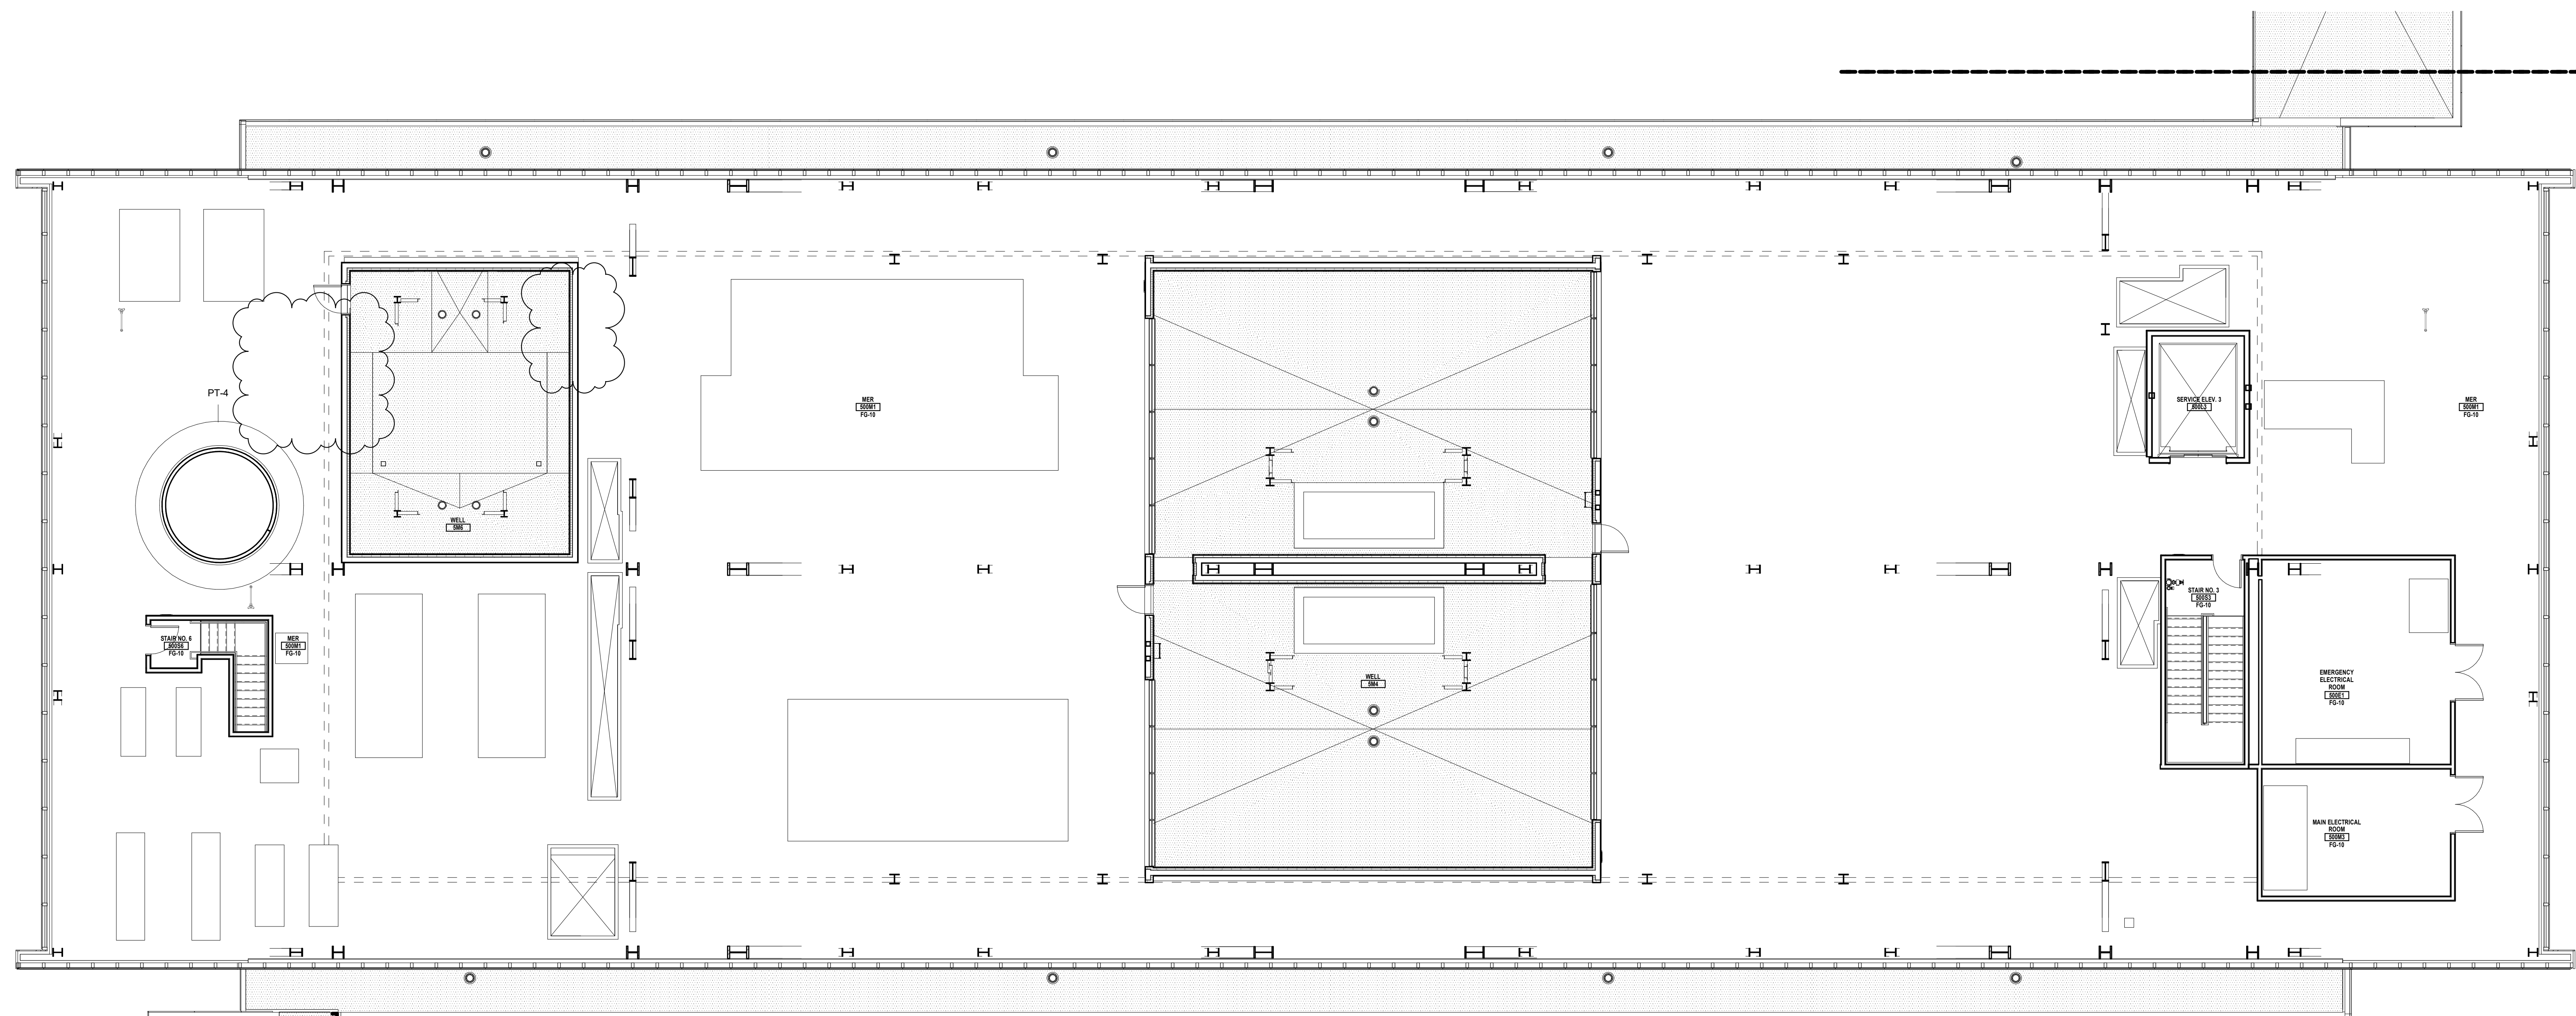 PT-4
MER
500M1
FG-10
SERVICE ELEV. 3
500L3
MER
500M1
FG-10
WELL
5M6
STAIR NO. 6
500S6
FG-10
MER
500M1
FG-10
STAIR NO. 3
500S3
FG-10
WELL
5M4
EMERGENCY
ELECTRICAL
ROOM
500E1
FG-10
MAIN ELECTRICAL
ROOM
500M3
FG-10